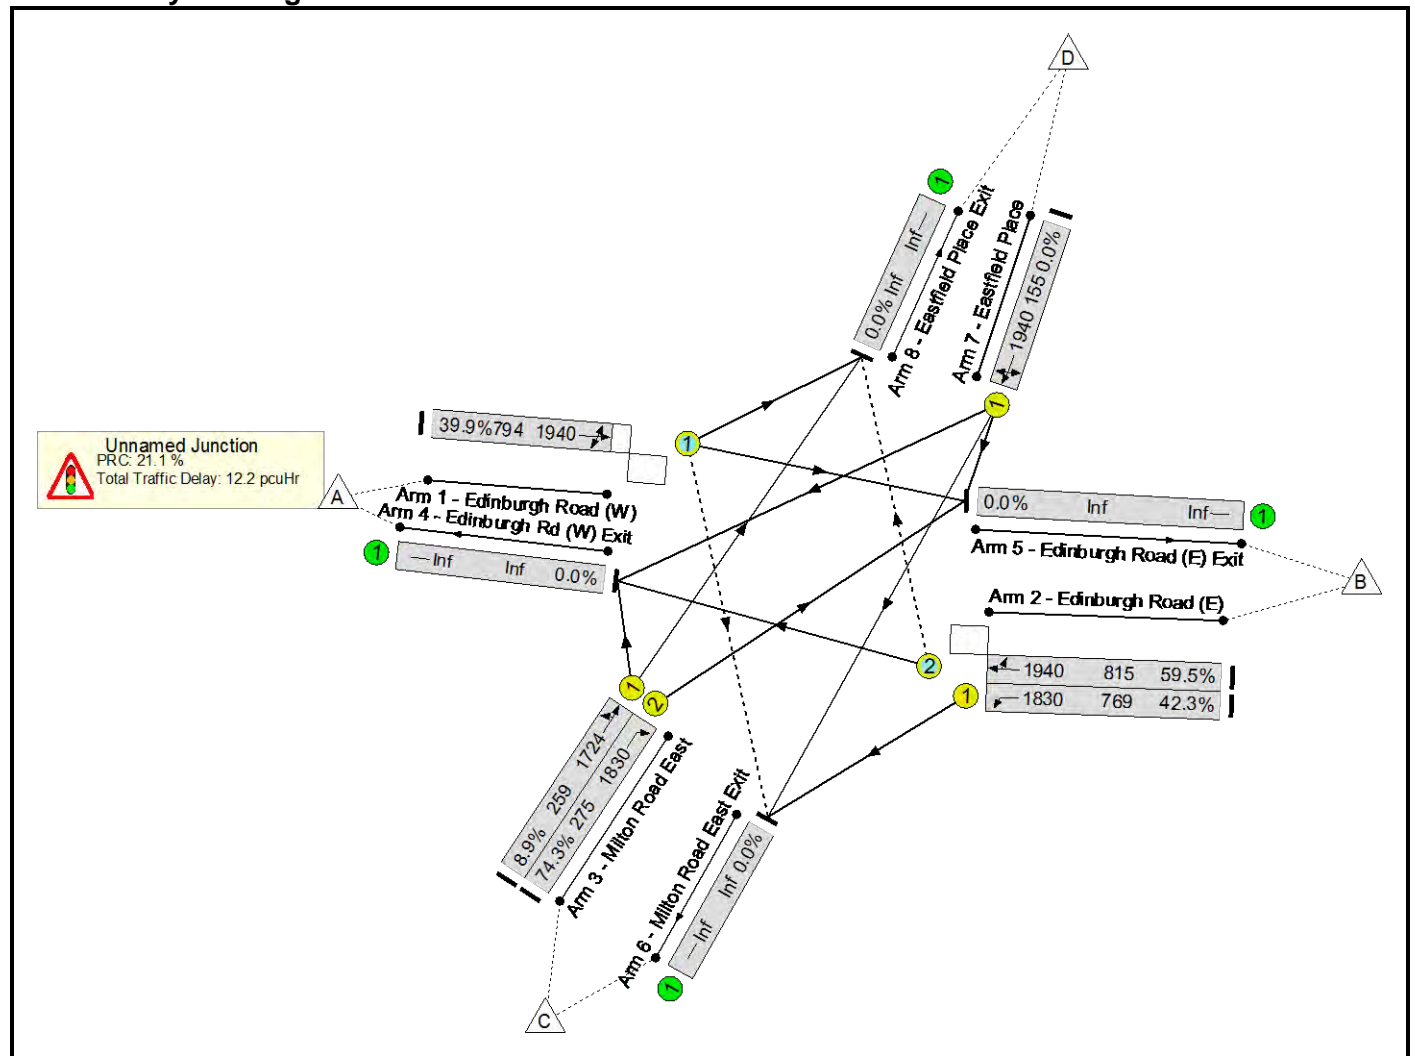 D
1
0.0% Inf Inf
Arm 8 - Eastfield Place Exit
Arm 7 - Eastfield Place
1940 155 0.0%
1
39.9% 794 1940
1
Unnamed Junction
PRC: 21.1 %
Total Traffic Delay: 12.2 pcuHr
A
Arm 1 - Edinburgh Road (W)
Arm 4 - Edinburgh Rd (W) Exit
1
Inf Inf 0.0%
0.0% Inf Inf
1
Arm 5 - Edinburgh Road (E) Exit
B
Arm 2 - Edinburgh Road (E)
2
1940 815 59.5%
1
1830 769 42.3%
1
2
8.9% 259 1724
74.3% 275 1830
Arm 3 - Milton Road East
Arm 6 - Milton Road East Exit
Inf Inf 0.0%
1
C